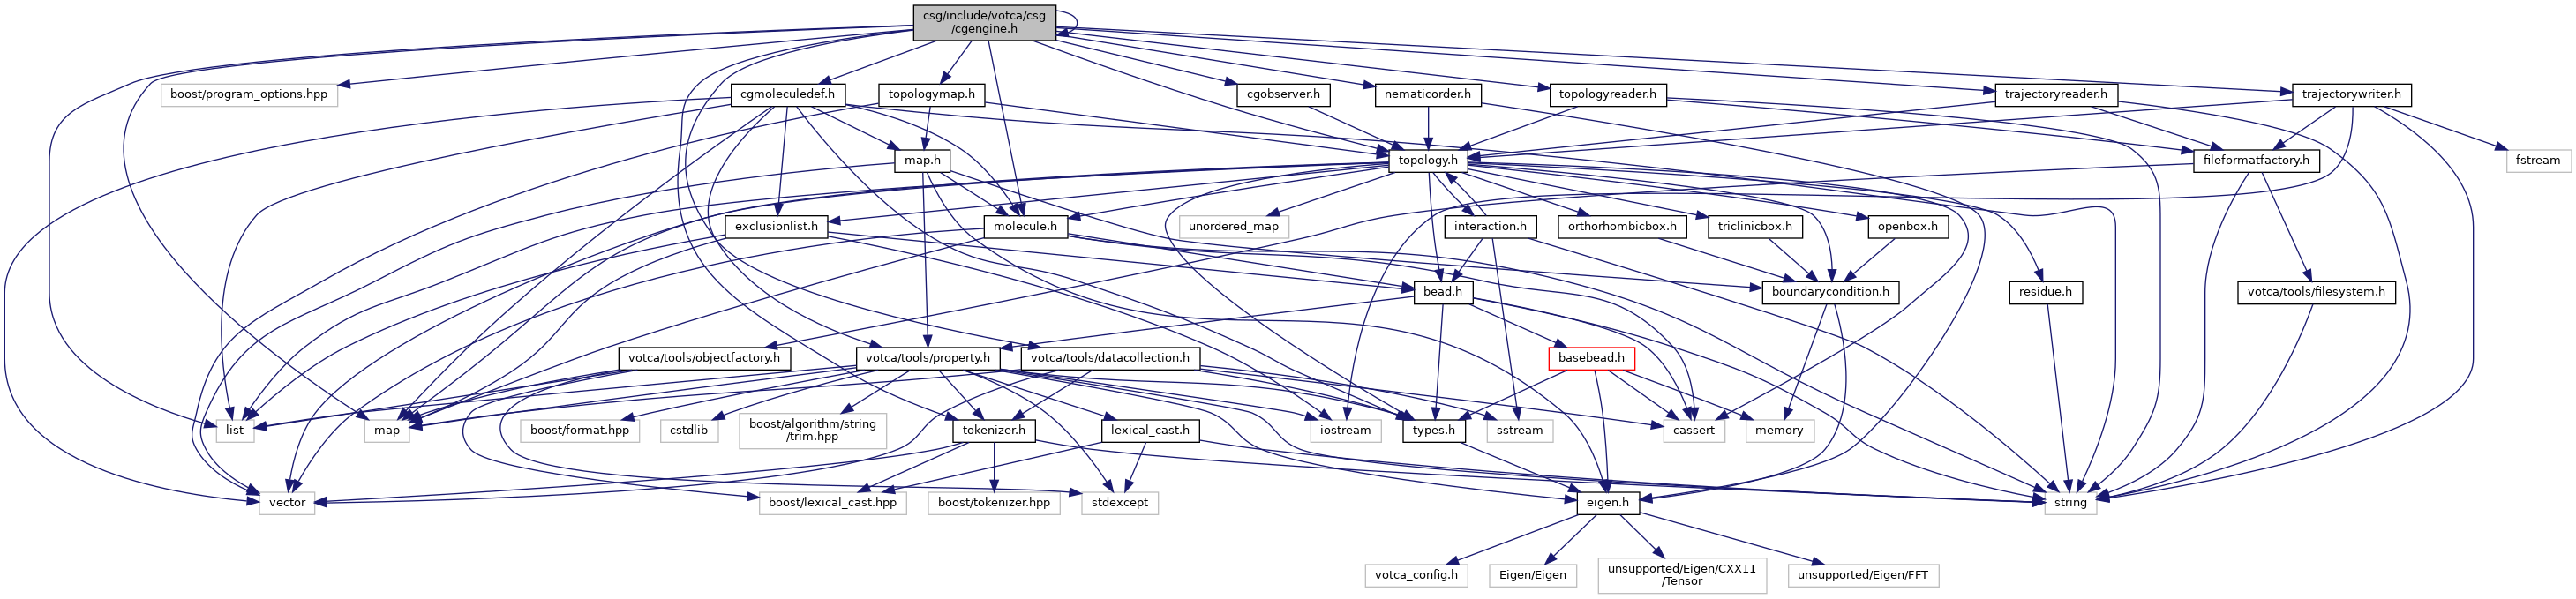 csg/include/votca/csg
/cgengine.h
boost/program_options.hpp
cgmoleculedef.h
topologymap.h
cgobserver.h
nematicorder.h
topologyreader.h
trajectoryreader.h
trajectorywriter.h
map.h
topology.h
fileformatfactory.h
fstream
exclusionlist.h
molecule.h
unordered_map
interaction.h
orthorhombicbox.h
triclinicbox.h
openbox.h
bead.h
boundarycondition.h
residue.h
votca/tools/filesystem.h
votca/tools/objectfactory.h
votca/tools/property.h
votca/tools/datacollection.h
basebead.h
list
map
boost/format.hpp
cstdlib
boost/algorithm/string
/trim.hpp
tokenizer.h
lexical_cast.h
iostream
types.h
sstream
cassert
memory
vector
boost/lexical_cast.hpp
boost/tokenizer.hpp
stdexcept
eigen.h
string
votca_config.h
Eigen/Eigen
unsupported/Eigen/CXX11
/Tensor
unsupported/Eigen/FFT